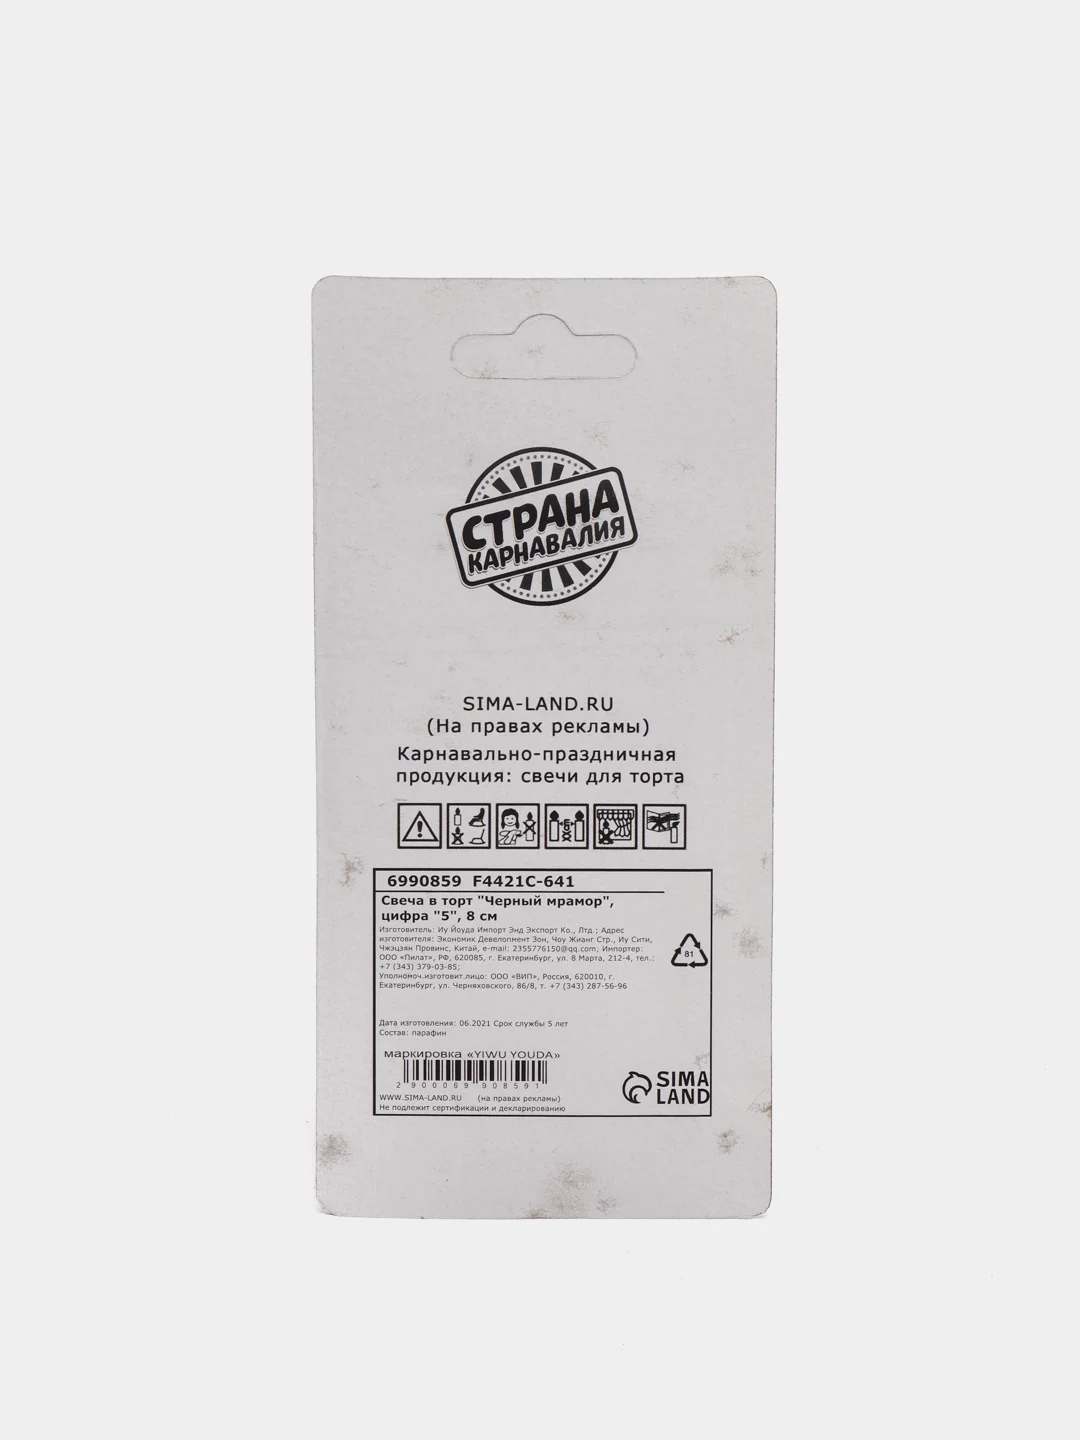 СТРАНА
КАРНАВАЛИЯ
SIMA-LAND.RU
(На правах рекламы)
Карнавально-праздничная
продукция: свечи для торта
6990859 F4421C-641
Свеча в торт "Черный мрамор",
цифра "5", 8 см
Изготовитель: Иу Йоуда Импорт Энд Экспорт Ко., Лтд.; Адрес
изготовителя: Экономик Девелопмент Зон, Чоу Жианг Стр., Иу Сити,
Чжэцзян Провинс, Китай, e-mail: 2355776150@qq.com; Импортер:
ООО «Пилат», РФ, 620085, г. Екатеринбург, ул. 8 Марта, 212-4, тел.:
+7 (343) 379-03-85;
Уполномоч.изготовит.лицо: ООО «ВИП», Россия, 620010, г.
Екатеринбург, ул. Черняховского, 86/8, т. +7 (343) 287-56-96
81
Дата изготовления: 06.2021 Срок службы 5 лет
Состав: парафин
маркировка «YIWU YOUDA»
2 900069 908591
WWW.SIMA-LAND.RU (на правах рекламы)
Не подлежит сертификации и декларированию
SIMA
LAND